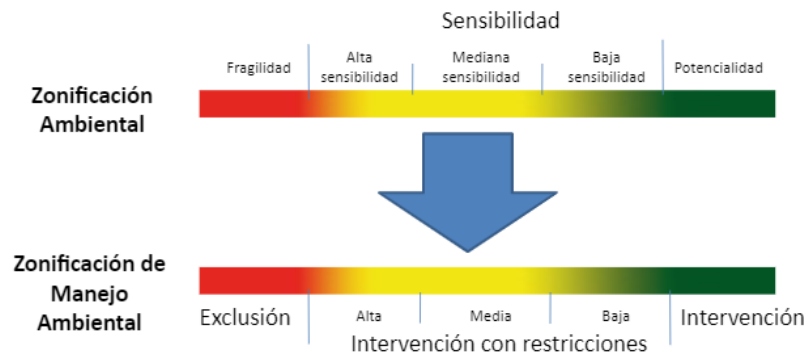 Sensibilidad
Fragilidad
Alta
sensibilidad
Mediana
sensibilidad
Baja
sensibilidad
Potencialidad
Zonificación
Ambiental
Zonificación de
Manejo
Ambiental
Exclusión
Alta
Media
Baja
Intervención
Intervención con restricciones